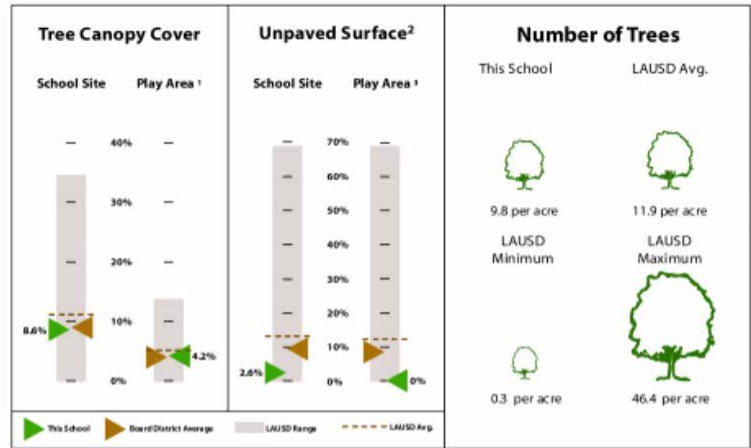 Tree Canopy Cover
School Site
Play Area ¹
40%
30%
20%
10%
0%
8.6%
4.2%
Unpaved Surface²
School Site
Play Area ³
70%
60%
50%
40%
30%
20%
10%
0%
2.6%
0%
Number of Trees
This School
LAUSD Avg.
9.8 per acre
11.9 per acre
LAUSD
Minimum
LAUSD
Maximum
0.3 per acre
46.4 per acre
This School
Board District Average
LAUSD Range
LAUSD Avg.